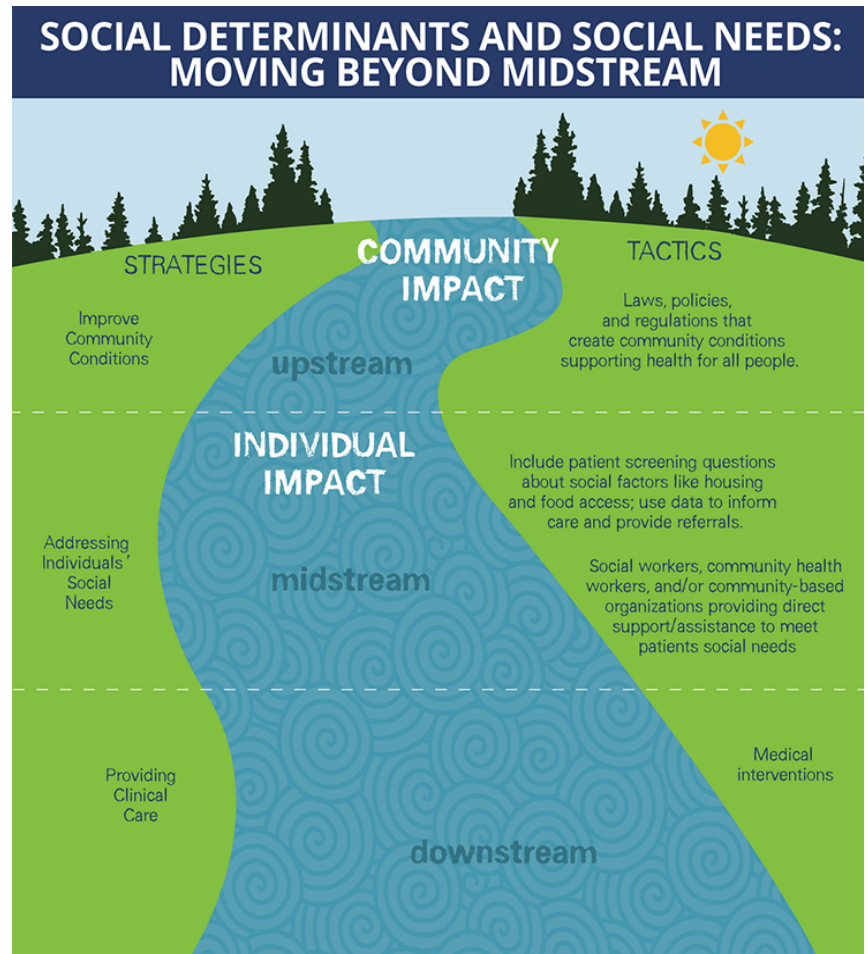 SOCIAL DETERMINANTS AND SOCIAL NEEDS:
MOVING BEYOND MIDSTREAM
STRATEGIES
COMMUNITY
IMPACT
TACTICS
Improve
Community
Conditions
upstream
Laws, policies,
and regulations that
create community conditions
supporting health for all people.
INDIVIDUAL
IMPACT
Addressing
Individuals'
Social
Needs
midstream
Include patient screening questions
about social factors like housing
and food access; use data to inform
care and provide referrals.
Social workers, community health
workers, and/or community-based
organizations providing direct
support/assistance to meet
patients social needs
Providing
Clinical
Care
downstream
Medical
interventions